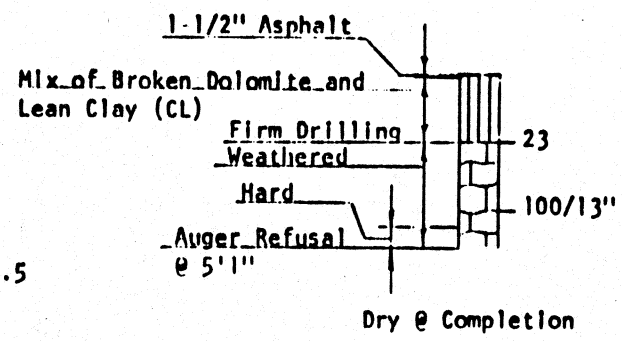 1-1/2" Asphalt
Mix of Broken Dolomite and
Lean Clay (CL)
Firm Drilling
23
Weathered
Hard
100/13"
Auger Refusal
@ 5'1"
.5
Dry @ Completion